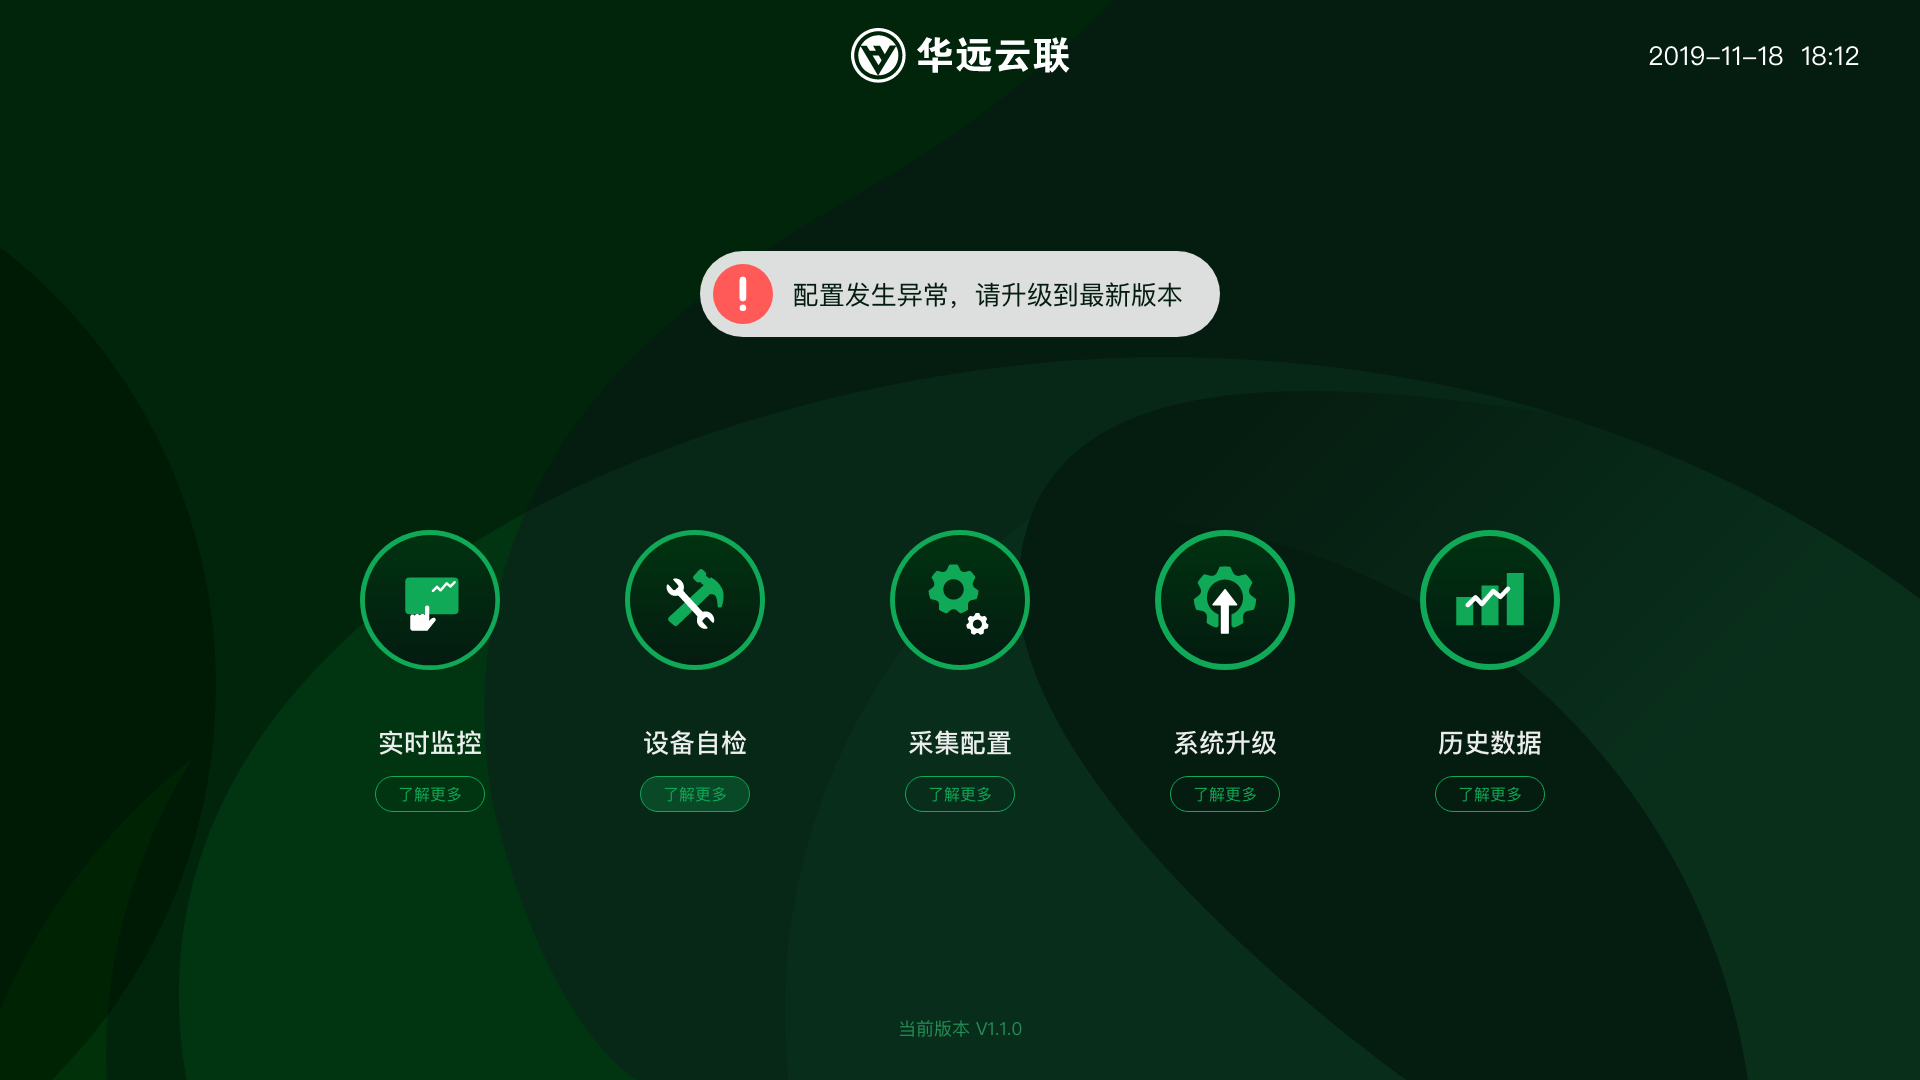 华远云联
2019-11-18 18:12
配置发生异常，请升级到最新版本
实时监控
设备自检
采集配置
系统升级
历史数据
了解更多
了解更多
了解更多
了解更多
了解更多
当前版本 V1.1.0